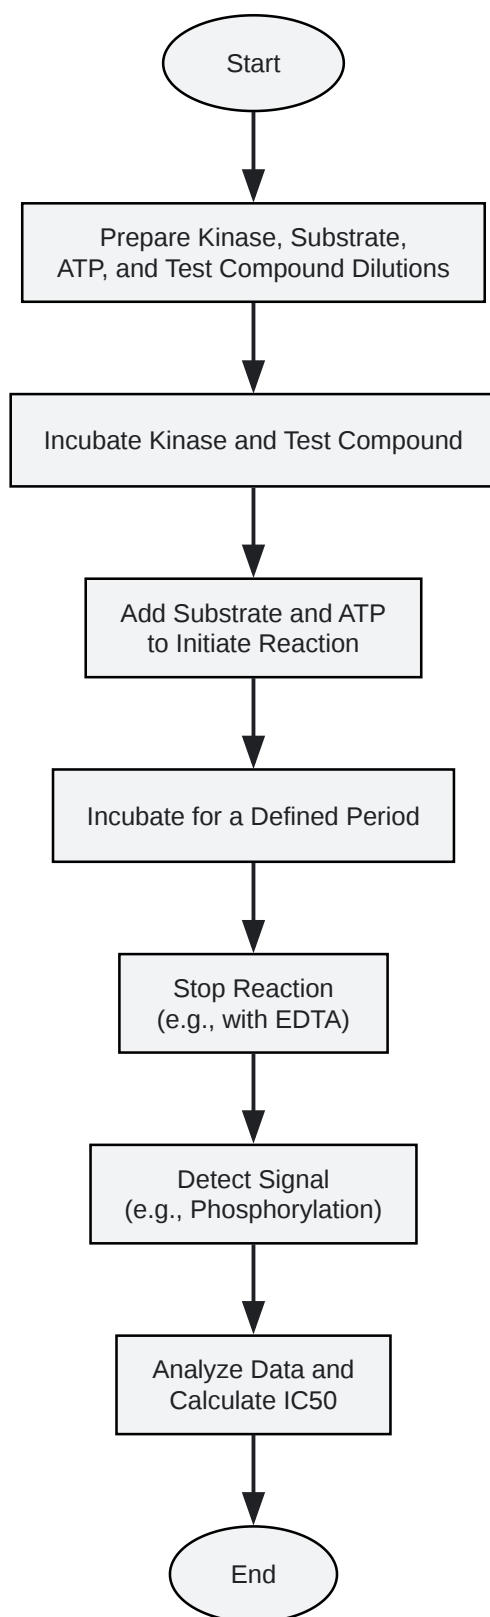 Start
Prepare Kinase, Substrate,
ATP, and Test Compound Dilutions
Incubate Kinase and Test Compound
Add Substrate and ATP
to Initiate Reaction
Incubate for a Defined Period
Stop Reaction
(e.g., with EDTA)
Detect Signal
(e.g., Phosphorylation)
Analyze Data and
Calculate IC50
End